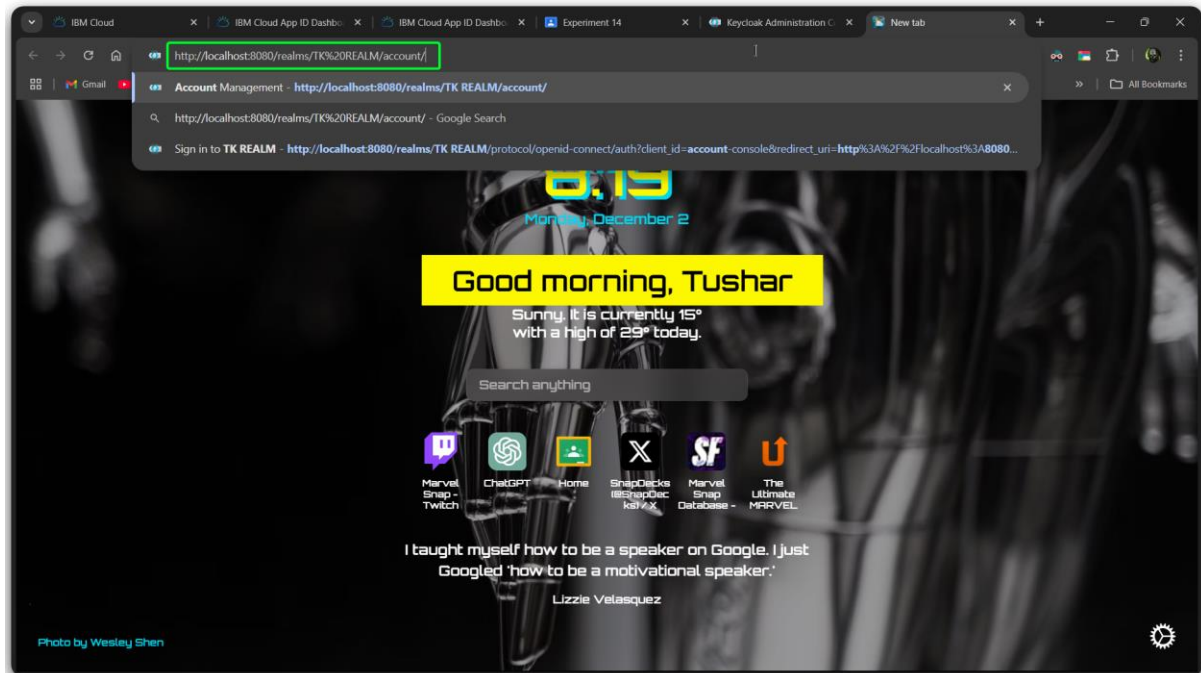 IBM Cloud
IBM Cloud App ID Dashbo
IBM Cloud App ID Dashbo
Experiment 14
Keycloak Administration C
New tab
http://localhost:8080/realms/TK%20REALM/account/
Gmail
All Bookmarks
Account Management - http://localhost:8080/realms/TK REALM/account/
http://localhost:8080/realms/TK%20REALM/account/ - Google Search
Sign in to TK REALM - http://localhost:8080/realms/TK REALM/protocol/openid-connect/auth?client_id=account-console&redirect_uri=http%3A%2F%2Flocalhost%3A8080...
8:19
Monday, December 2
Good morning, Tushar
Sunny. It is currently 15°
with a high of 29° today.
Search anything
Marvel
Snap -
Twitch
ChatGPT
Home
SnapDecks
(@SnapDec
ks) / X
Marvel
Snap
Database -
The
Ultimate
MARVEL
I taught myself how to be a speaker on Google. I just
Googled 'how to be a motivational speaker.'
Lizzie Velasquez
Photo by Wesley Shen